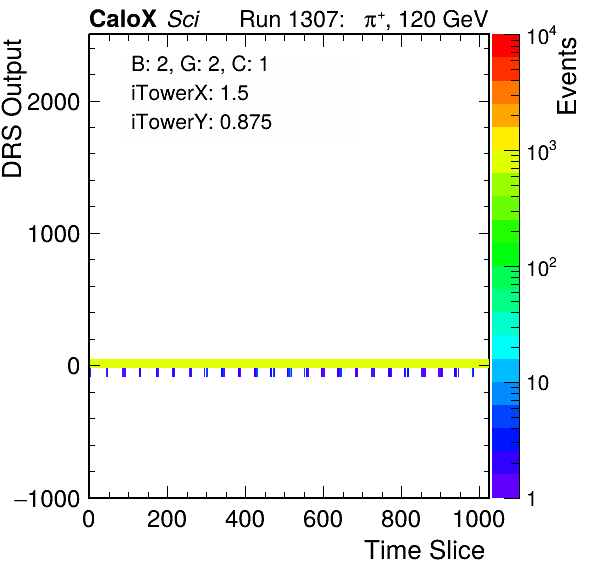 CaloX Sci Run 1307: π⁺, 120 GeV
B: 2, G: 2, C: 1
iTowerX: 1.5
iTowerY: 0.875
DRS Output
2000
1000
0
−1000
0 200 400 600 800 1000
Time Slice
Events
10⁴
10³
10²
10
1